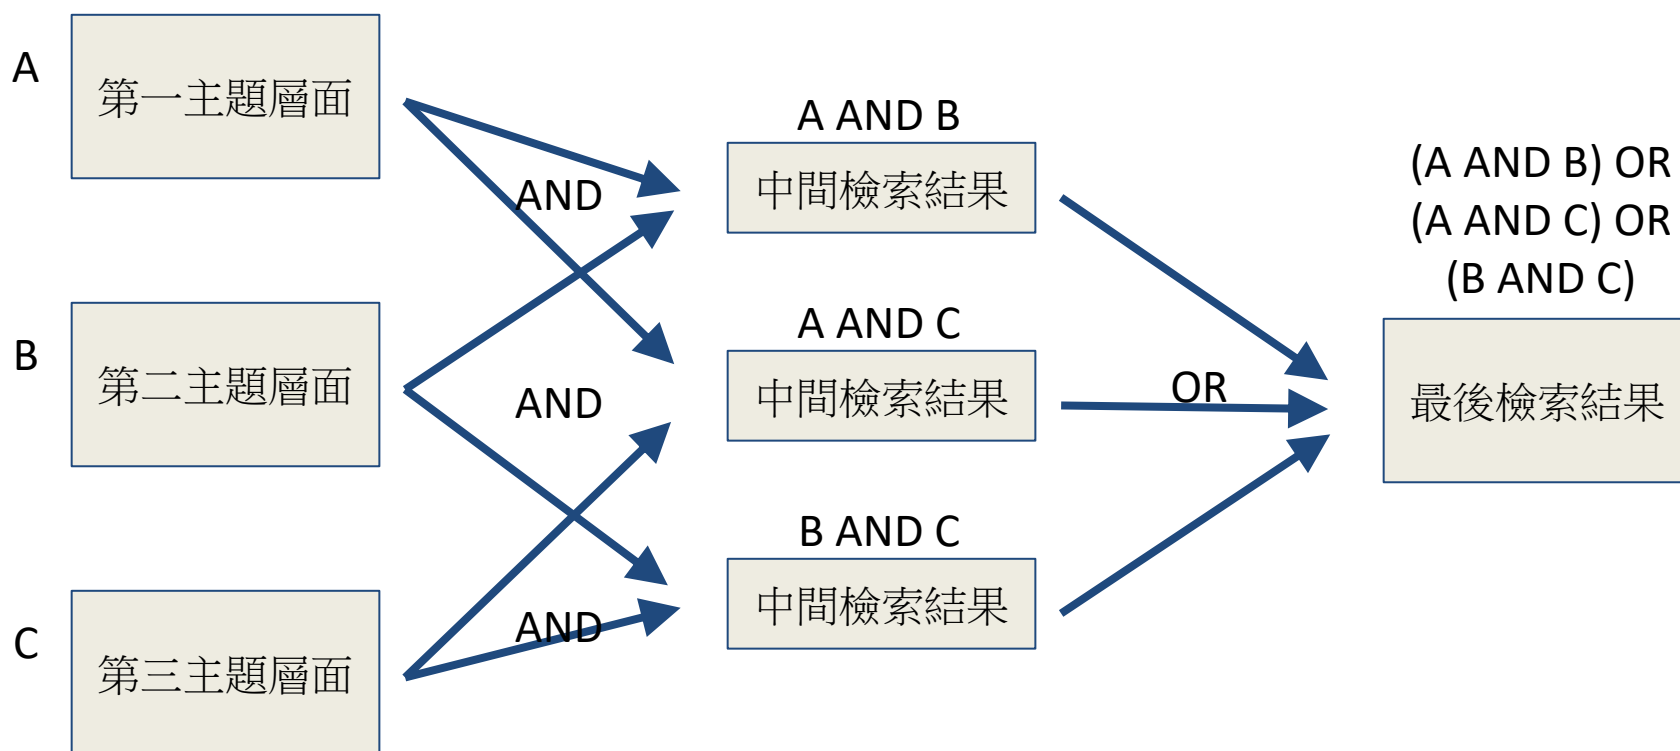 A
第一主題層面
B
第二主題層面
C
第三主題層面
AND
AND
AND
A AND B
中間檢索結果
A AND C
中間檢索結果
B AND C
中間檢索結果
OR
(A AND B) OR
(A AND C) OR
(B AND C)
最後檢索結果